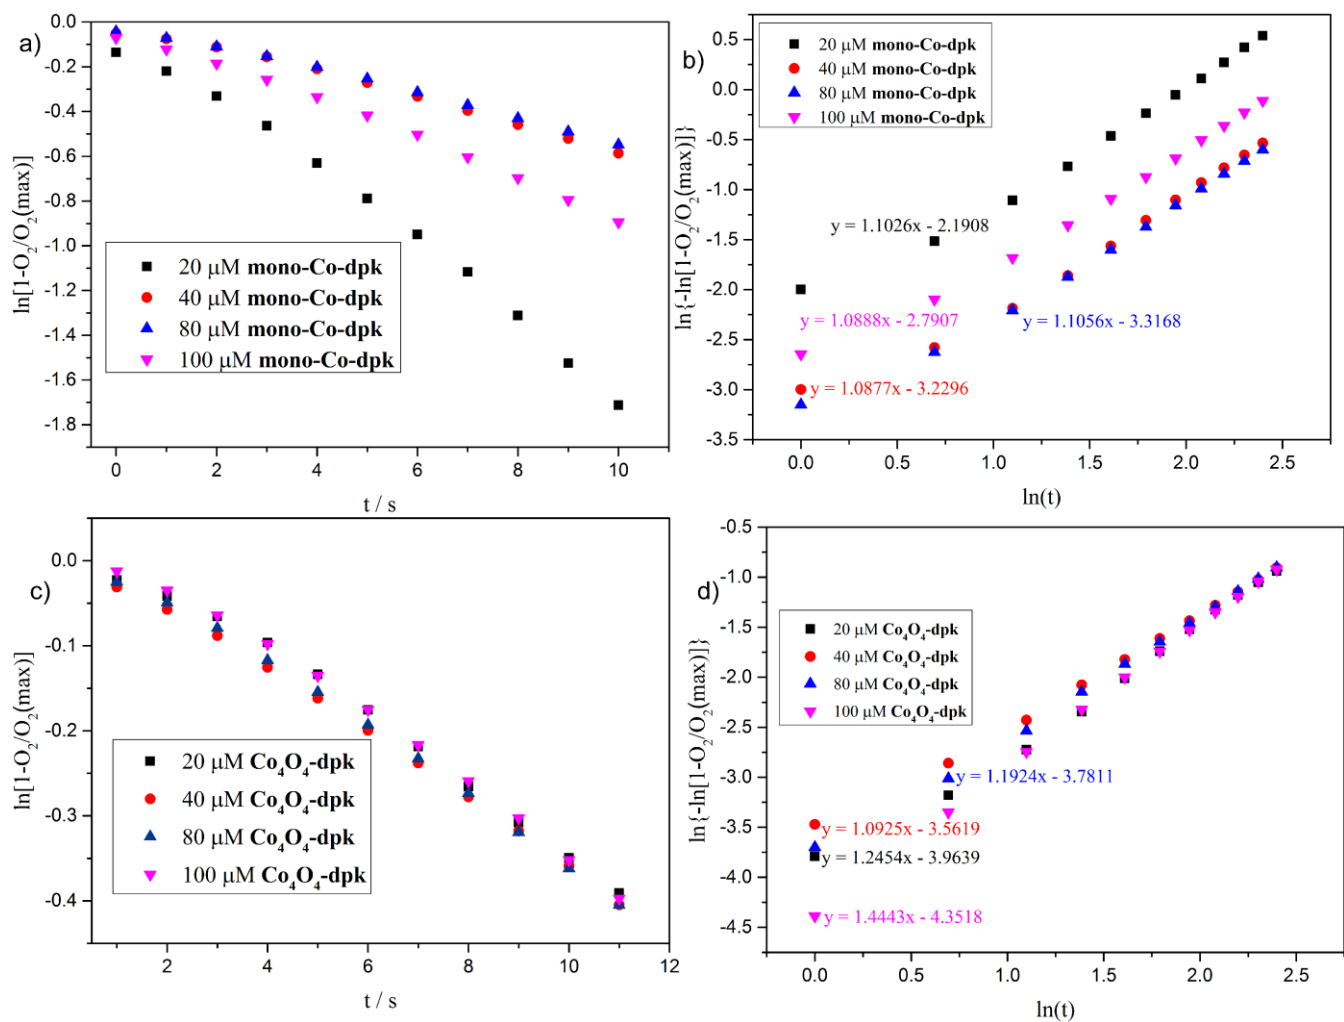 a)
ln[1-O₂/O₂(max)]
0.0
-0.2
-0.4
-0.6
-0.8
-1.0
-1.2
-1.4
-1.6
-1.8
20 μM mono-Co-dpk
40 μM mono-Co-dpk
80 μM mono-Co-dpk
100 μM mono-Co-dpk
0 2 4 6 8 10
t / s
b)
ln{-ln[1-O₂/O₂(max)]}
0.5
0.0
-0.5
-1.0
-1.5
-2.0
-2.5
-3.0
-3.5
20 μM mono-Co-dpk
40 μM mono-Co-dpk
80 μM mono-Co-dpk
100 μM mono-Co-dpk
y = 1.1026x - 2.1908
y = 1.0888x - 2.7907
y = 1.1056x - 3.3168
y = 1.0877x - 3.2296
0.0 0.5 1.0 1.5 2.0 2.5
ln(t)
c)
ln[1-O₂/O₂(max)]
0.0
-0.1
-0.2
-0.3
-0.4
20 μM Co₄O₄-dpk
40 μM Co₄O₄-dpk
80 μM Co₄O₄-dpk
100 μM Co₄O₄-dpk
2 4 6 8 10 12
t / s
d)
ln{-ln[1-O₂/O₂(max)]}
-0.5
-1.0
-1.5
-2.0
-2.5
-3.0
-3.5
-4.0
-4.5
20 μM Co₄O₄-dpk
40 μM Co₄O₄-dpk
80 μM Co₄O₄-dpk
100 μM Co₄O₄-dpk
y = 1.1924x - 3.7811
y = 1.0925x - 3.5619
y = 1.2454x - 3.9639
y = 1.4443x - 4.3518
0.0 0.5 1.0 1.5 2.0 2.5
ln(t)